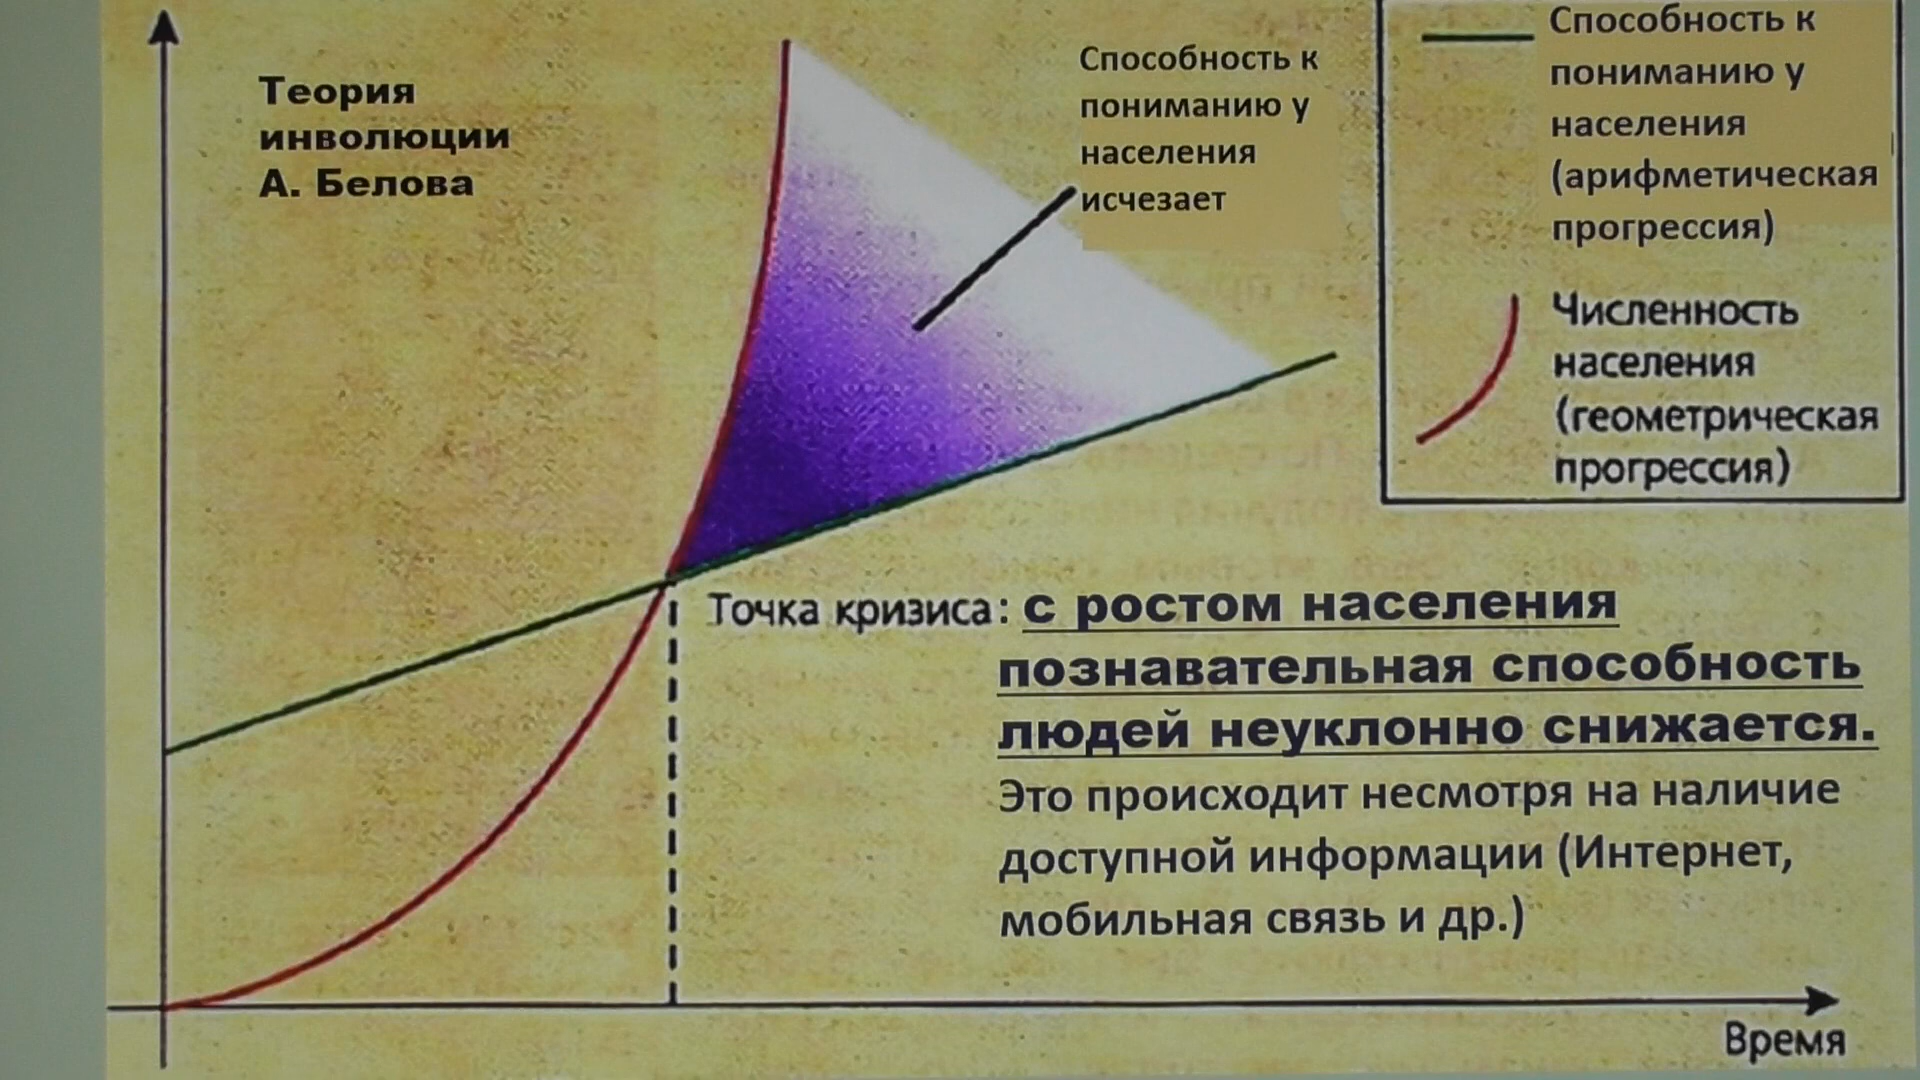 Теория
инволюции
А. Белова
Способность к
пониманию у
населения
исчезает
Способность к
пониманию у
населения
(арифметическая
прогрессия)
Численность
населения
(геометрическая
прогрессия)
Точка кризиса: с ростом населения
познавательная способность
людей неуклонно снижается.
Это происходит несмотря на наличие
доступной информации (Интернет,
мобильная связь и др.)
Время